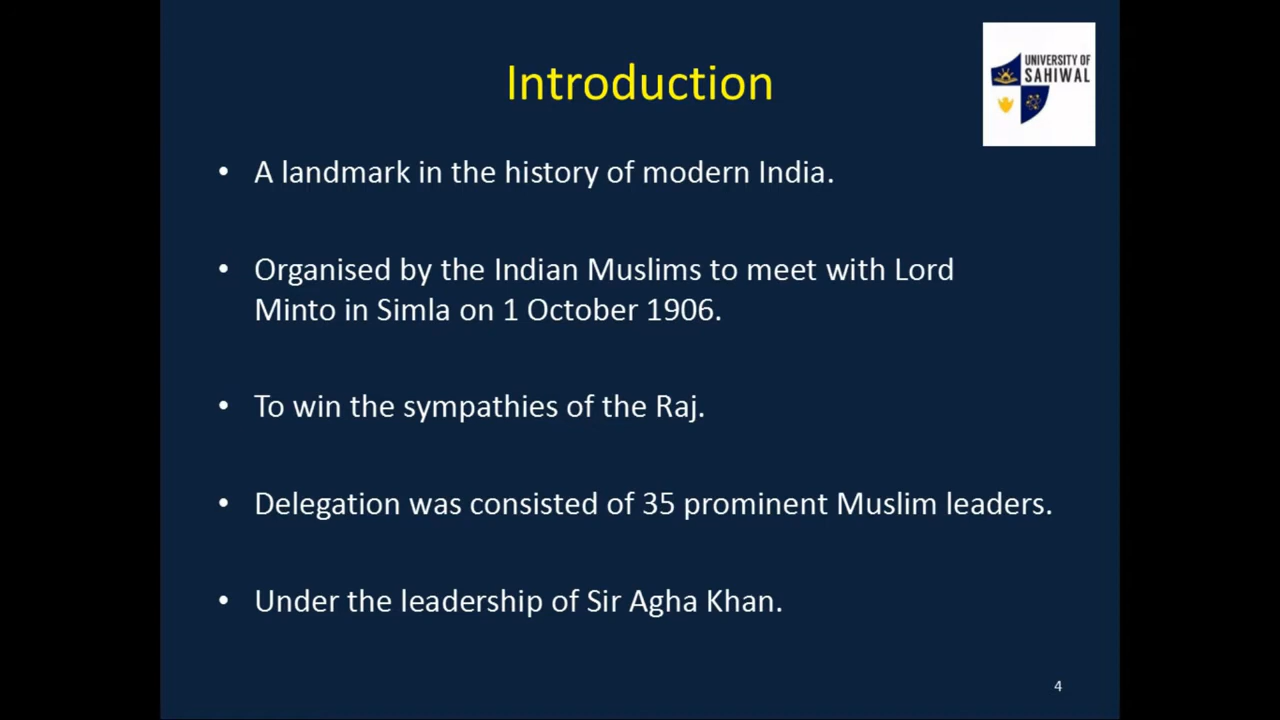 Introduction
UNIVERSITY OF
SAHIWAL
• A landmark in the history of modern India.
• Organised by the Indian Muslims to meet with Lord
Minto in Simla on 1 October 1906.
• To win the sympathies of the Raj.
• Delegation was consisted of 35 prominent Muslim leaders.
• Under the leadership of Sir Agha Khan.
4